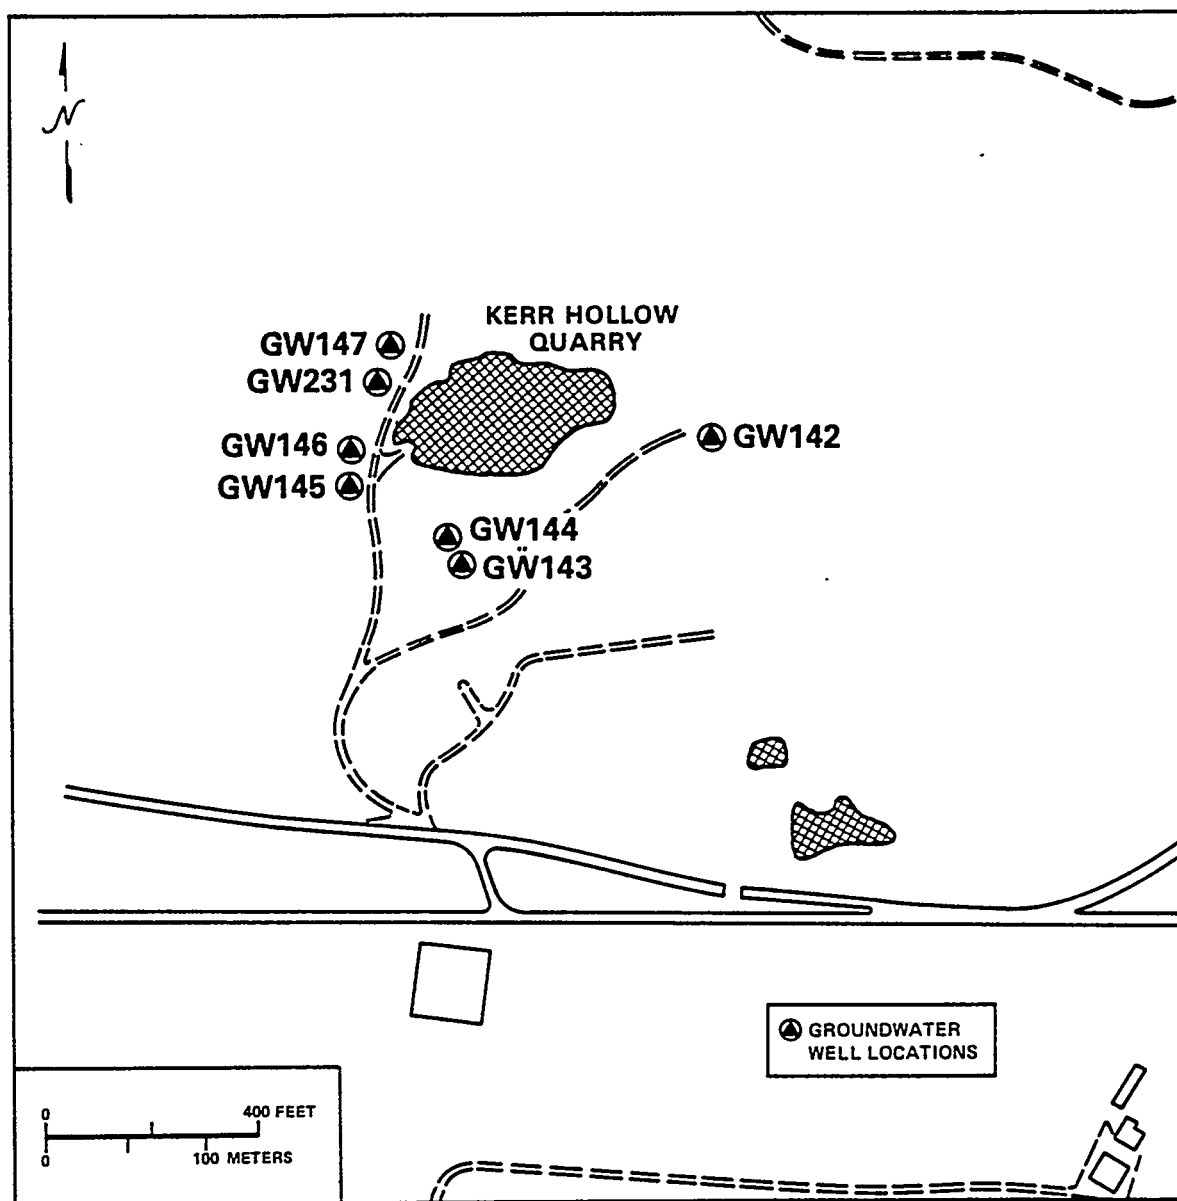 N
KERR HOLLOW
QUARRY
GW147
GW231
GW146
GW145
GW142
GW144
GW143
GROUNDWATER
WELL LOCATIONS
0 400 FEET
0 100 METERS